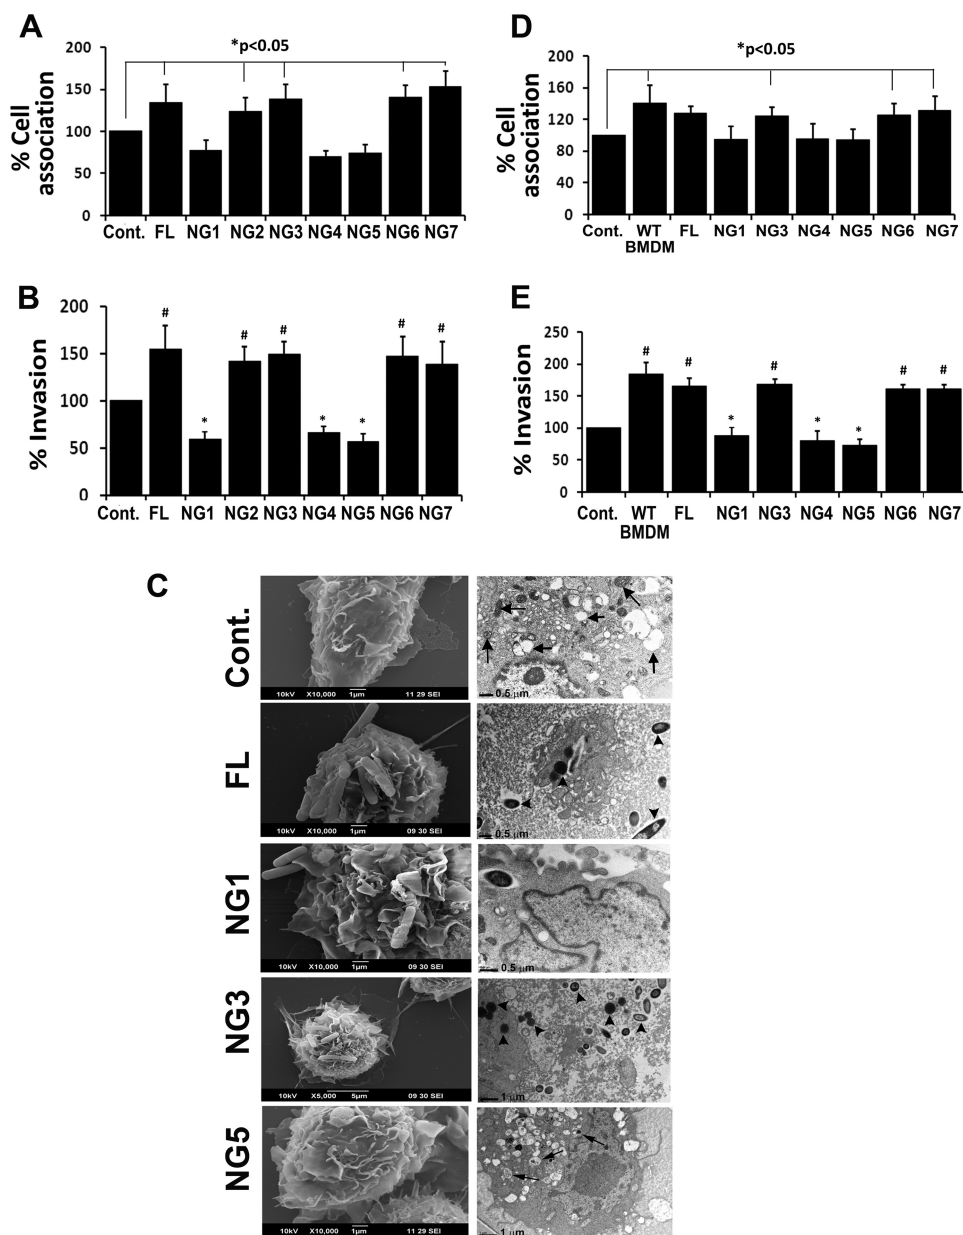 A
*p<0.05
% Cell
association
200
150
100
50
0
Cont. FL NG1 NG2 NG3 NG4 NG5 NG6 NG7
D
*p<0.05
% Cell
association
200
160
120
80
40
0
Cont. WT FL NG1 NG3 NG4 NG5 NG6 NG7
BMDM
B
% Invasion
200
150
100
50
0
# * # # * * # #
Cont. FL NG1 NG2 NG3 NG4 NG5 NG6 NG7
E
% Invasion
250
200
150
100
50
0
# # * # * * # #
Cont. WT FL NG1 NG3 NG4 NG5 NG6 NG7
BMDM
C
Cont.
10kV X10,000 1µm 11 29 SEI
0.5 µm
FL
10kV X10,000 1µm 09 30 SEI
0.5 µm
NG1
10kV X10,000 1µm 09 30 SEI
0.5 µm
NG3
10kV X5,000 5µm 09 30 SEI
1 µm
NG5
10kV X10,000 1µm 11 29 SEI
1 µm